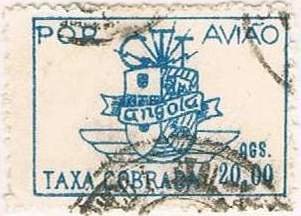 POR AVIÃO
angola
AGS.
TAXA COBRADA 20,00